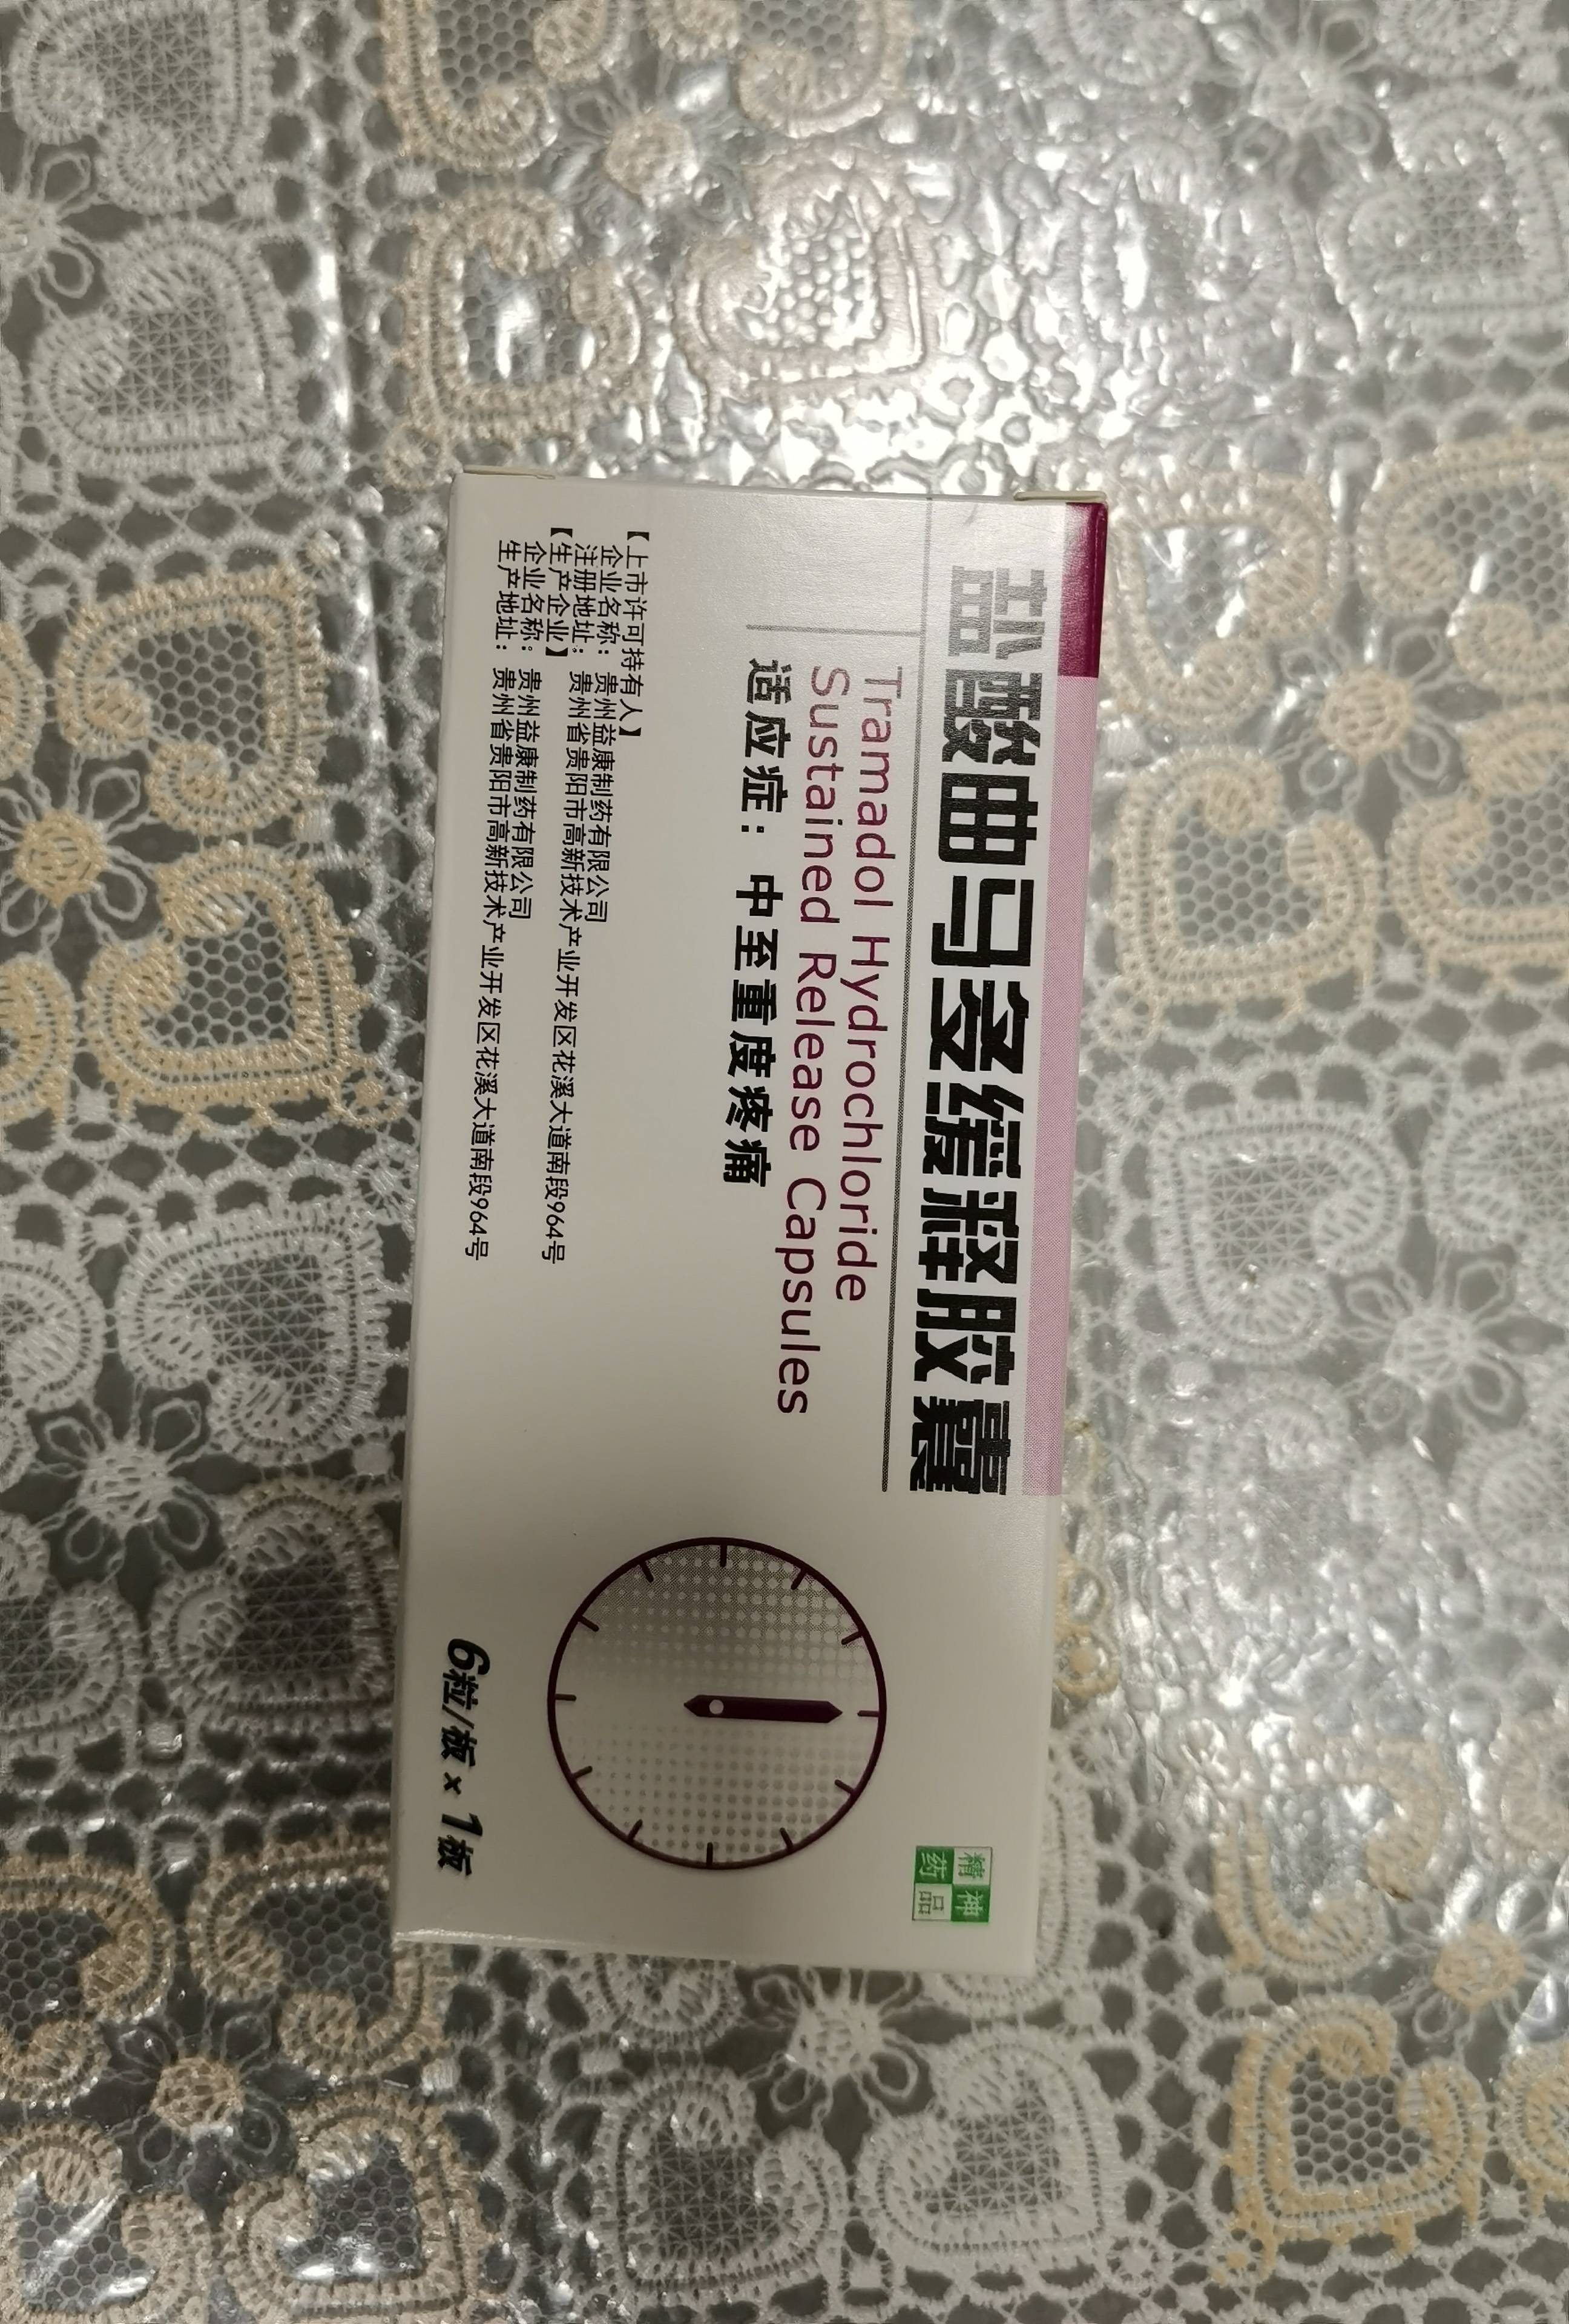 盐酸曲马多缓释胶囊
Tramadol Hydrochloride
Sustained Release Capsules
适应症：中至重度疼痛
【上市许可持有人】
企业名称：贵州益康制药有限公司
注册地址：贵州省贵阳市高新技术产业开发区花溪大道南段964号
【生产企业】
企业名称：贵州益康制药有限公司
生产地址：贵州省贵阳市高新技术产业开发区花溪大道南段964号
精神
药品
6粒/板×1板